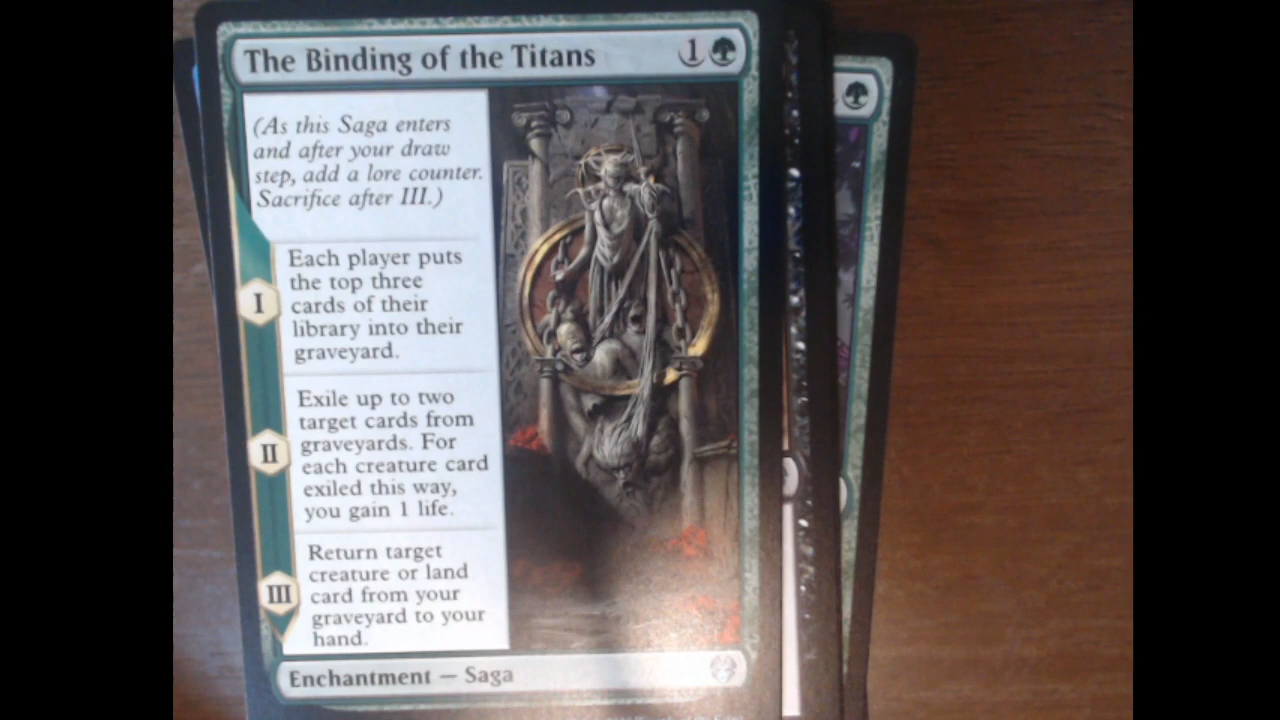 The Binding of the Titans 1
(As this Saga enters
and after your draw
step, add a lore counter.
Sacrifice after III.)
I
Each player puts
the top three
cards of their
library into their
graveyard.
II
Exile up to two
target cards from
graveyards. For
each creature card
exiled this way,
you gain 1 life.
III
Return target
creature or land
card from your
graveyard to your
hand.
Enchantment — Saga